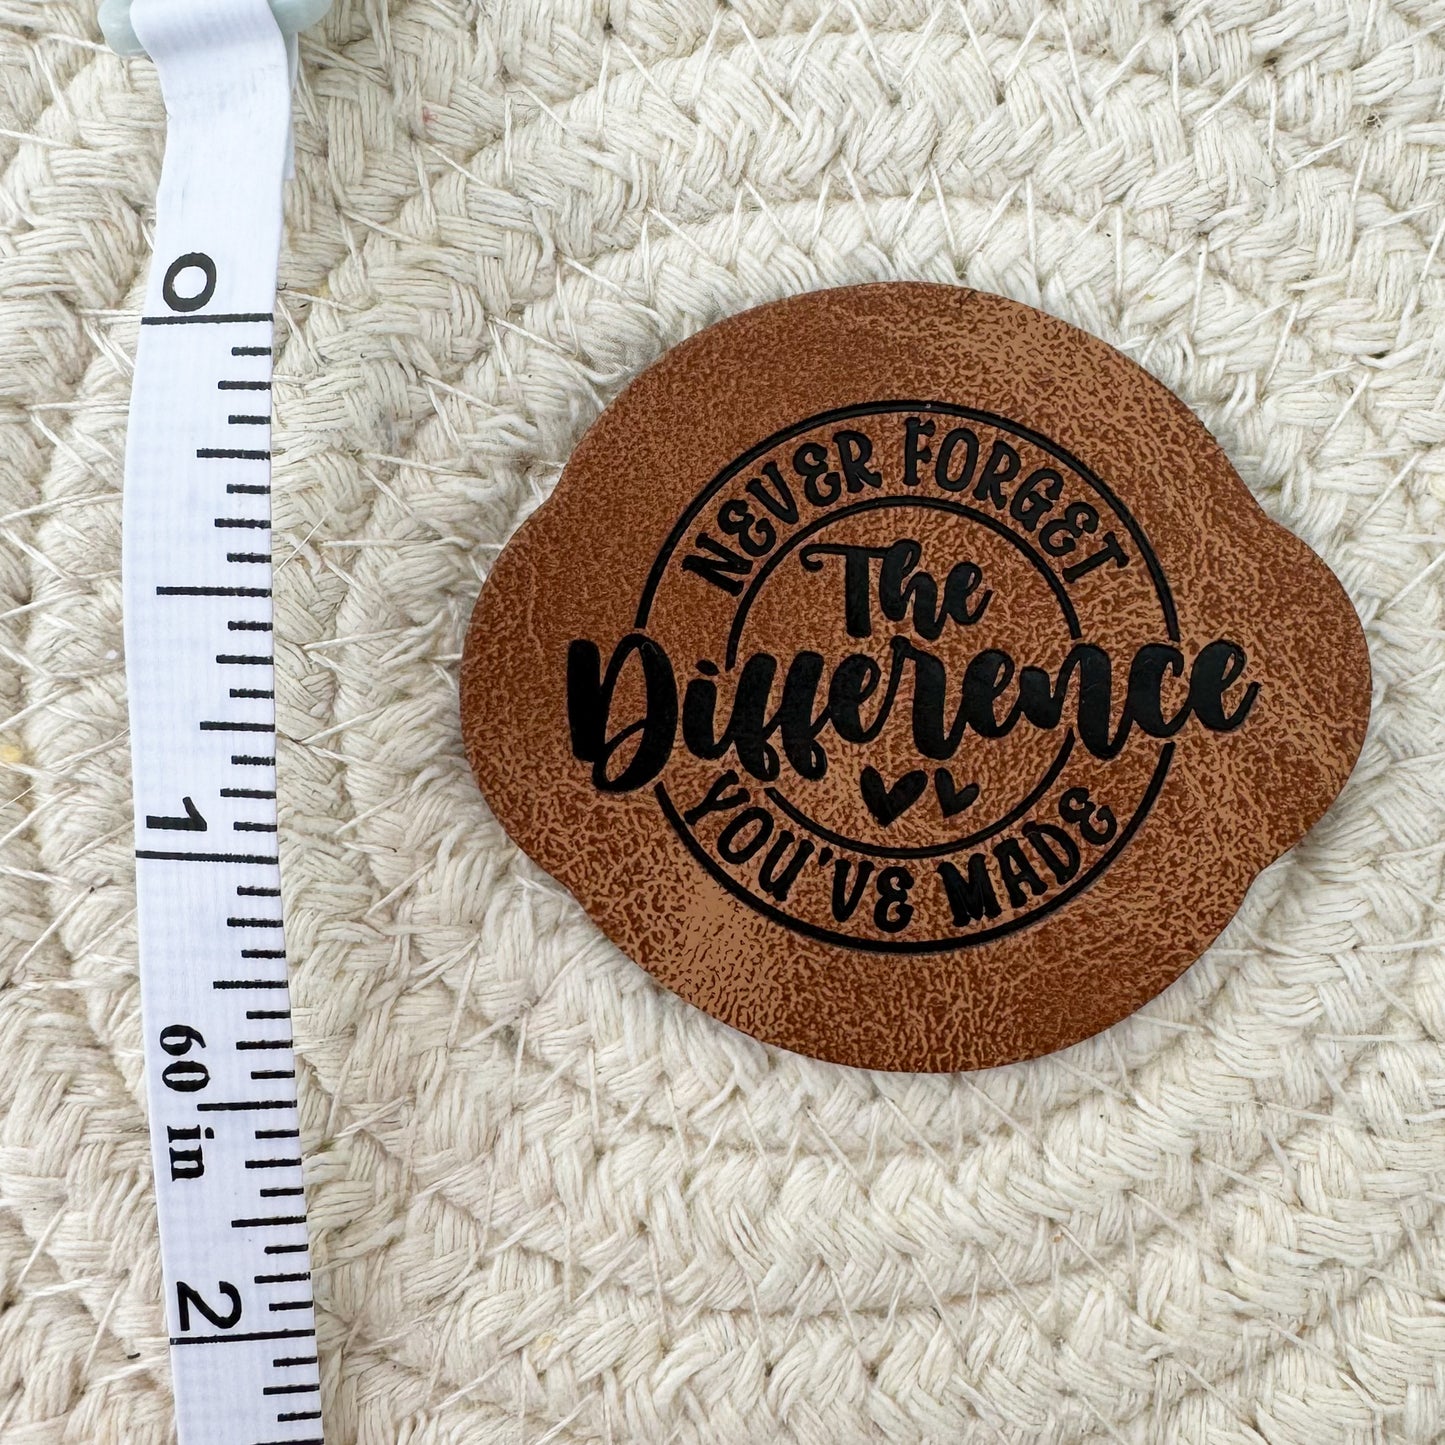 0
1
60 in
2
NEVER FORGET
The
Difference
YOU'VE MADE